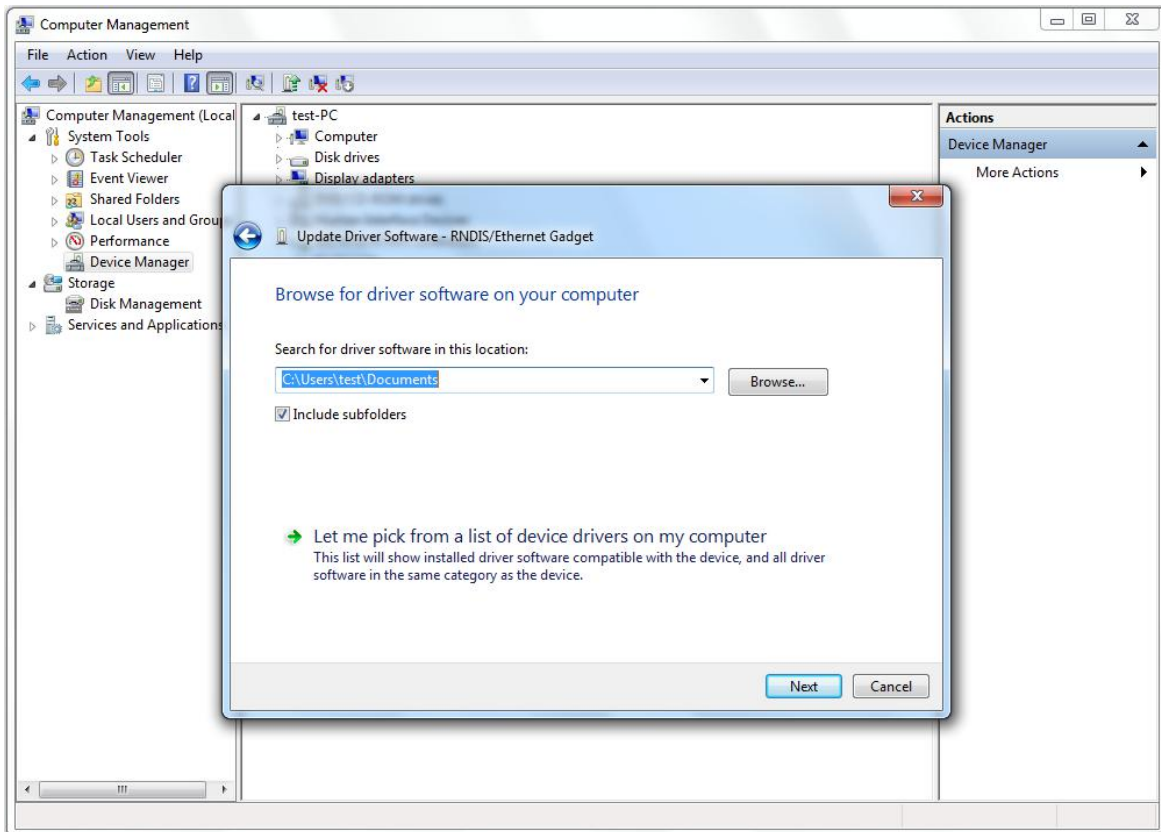 Computer Management
File Action View Help
Computer Management (Local
System Tools
Task Scheduler
Event Viewer
Shared Folders
Local Users and Group
Performance
Device Manager
Storage
Disk Management
Services and Applications
test-PC
Computer
Disk drives
Display adapters
Update Driver Software - RNDIS/Ethernet Gadget
Browse for driver software on your computer
Search for driver software in this location:
C:\Users\test\Documents
Browse...
Include subfolders
Let me pick from a list of device drivers on my computer
This list will show installed driver software compatible with the device, and all driver
software in the same category as the device.
Next
Cancel
Actions
Device Manager
More Actions